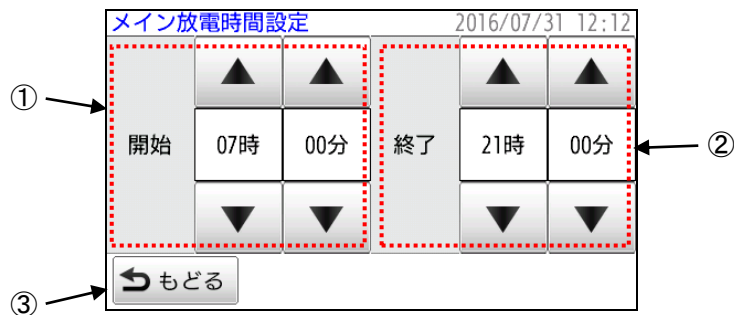 メイン放電時間設定 2016/07/31 12:12
① 開始 07時 00分 終了 21時 00分 ②
③ もどる